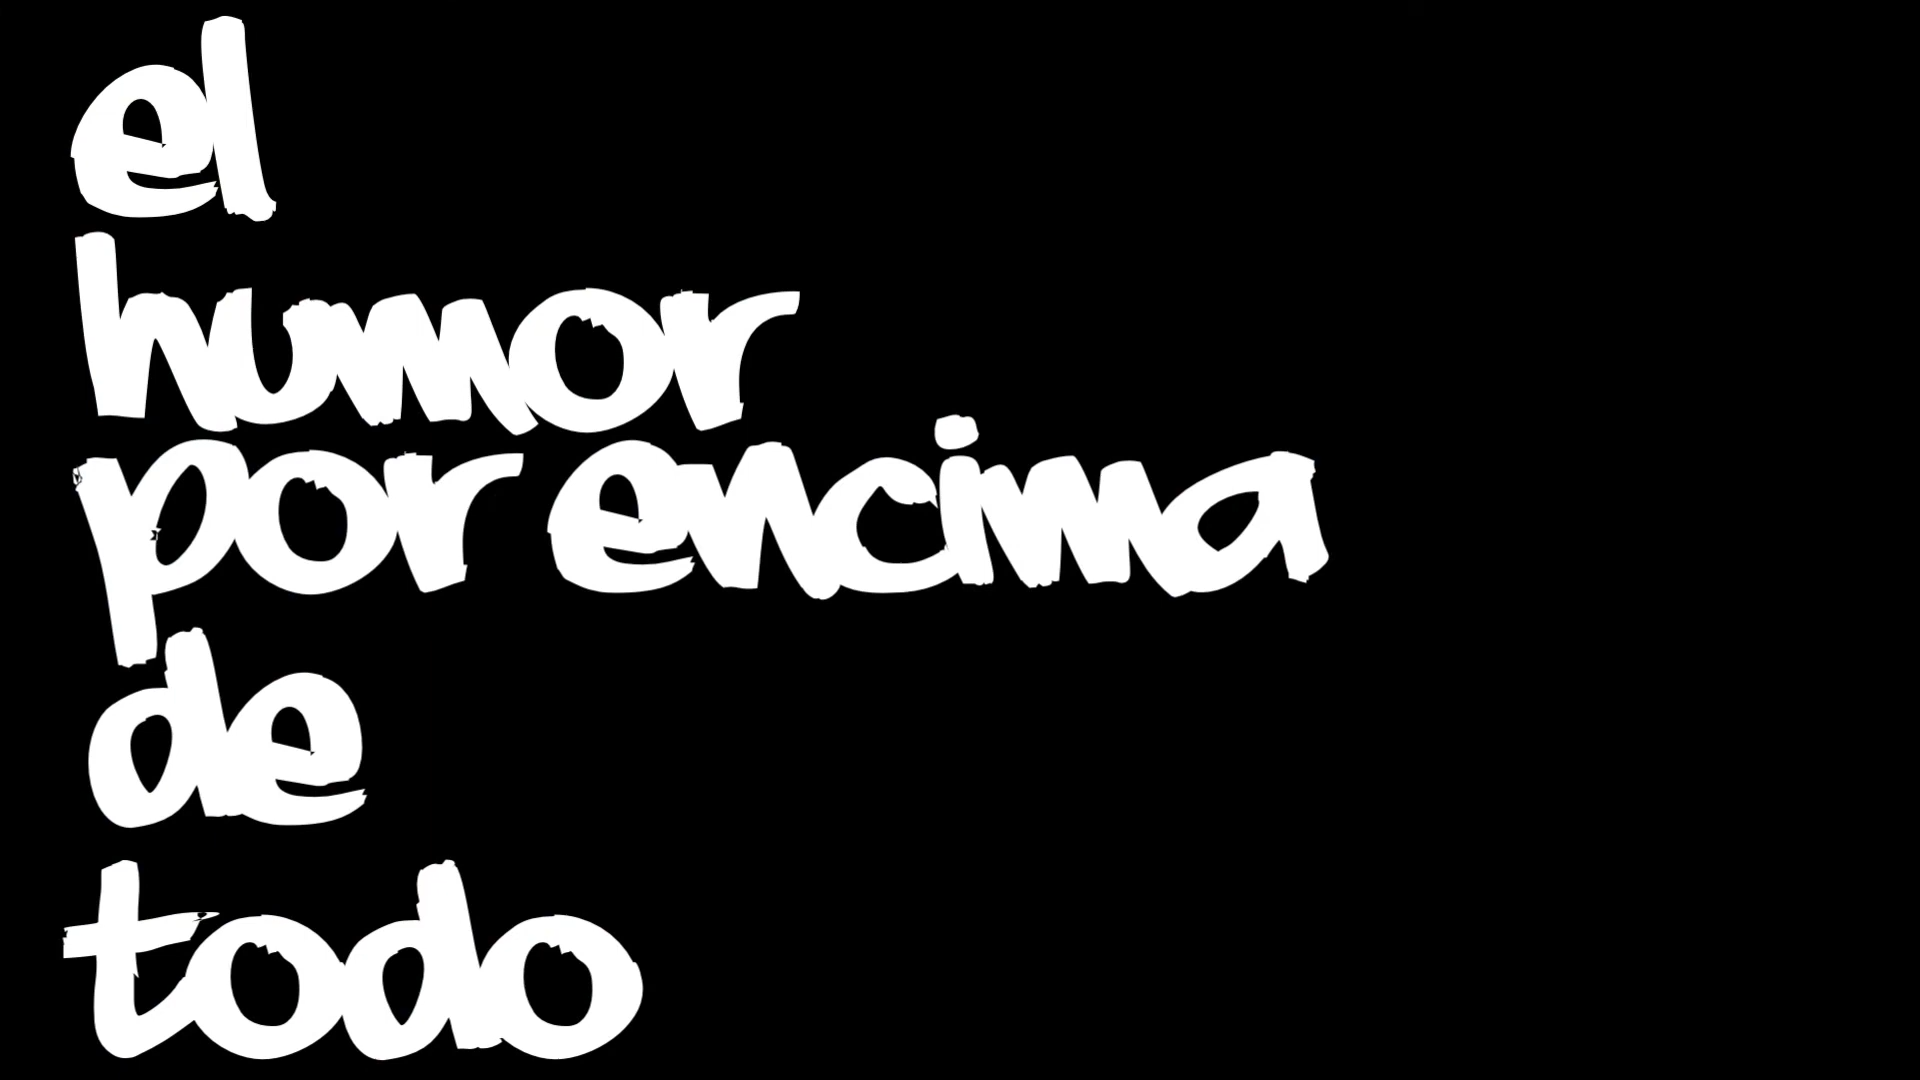 el
humor
por encima
de
todo